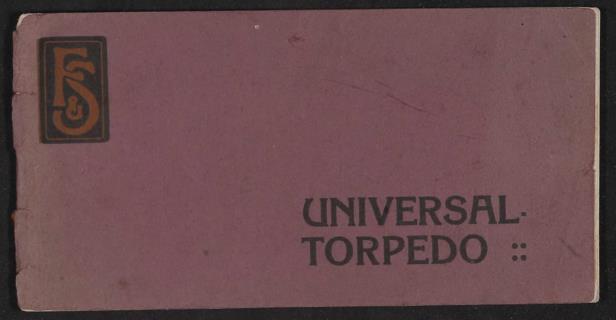 F&S
UNIVERSAL-
TORPEDO ::